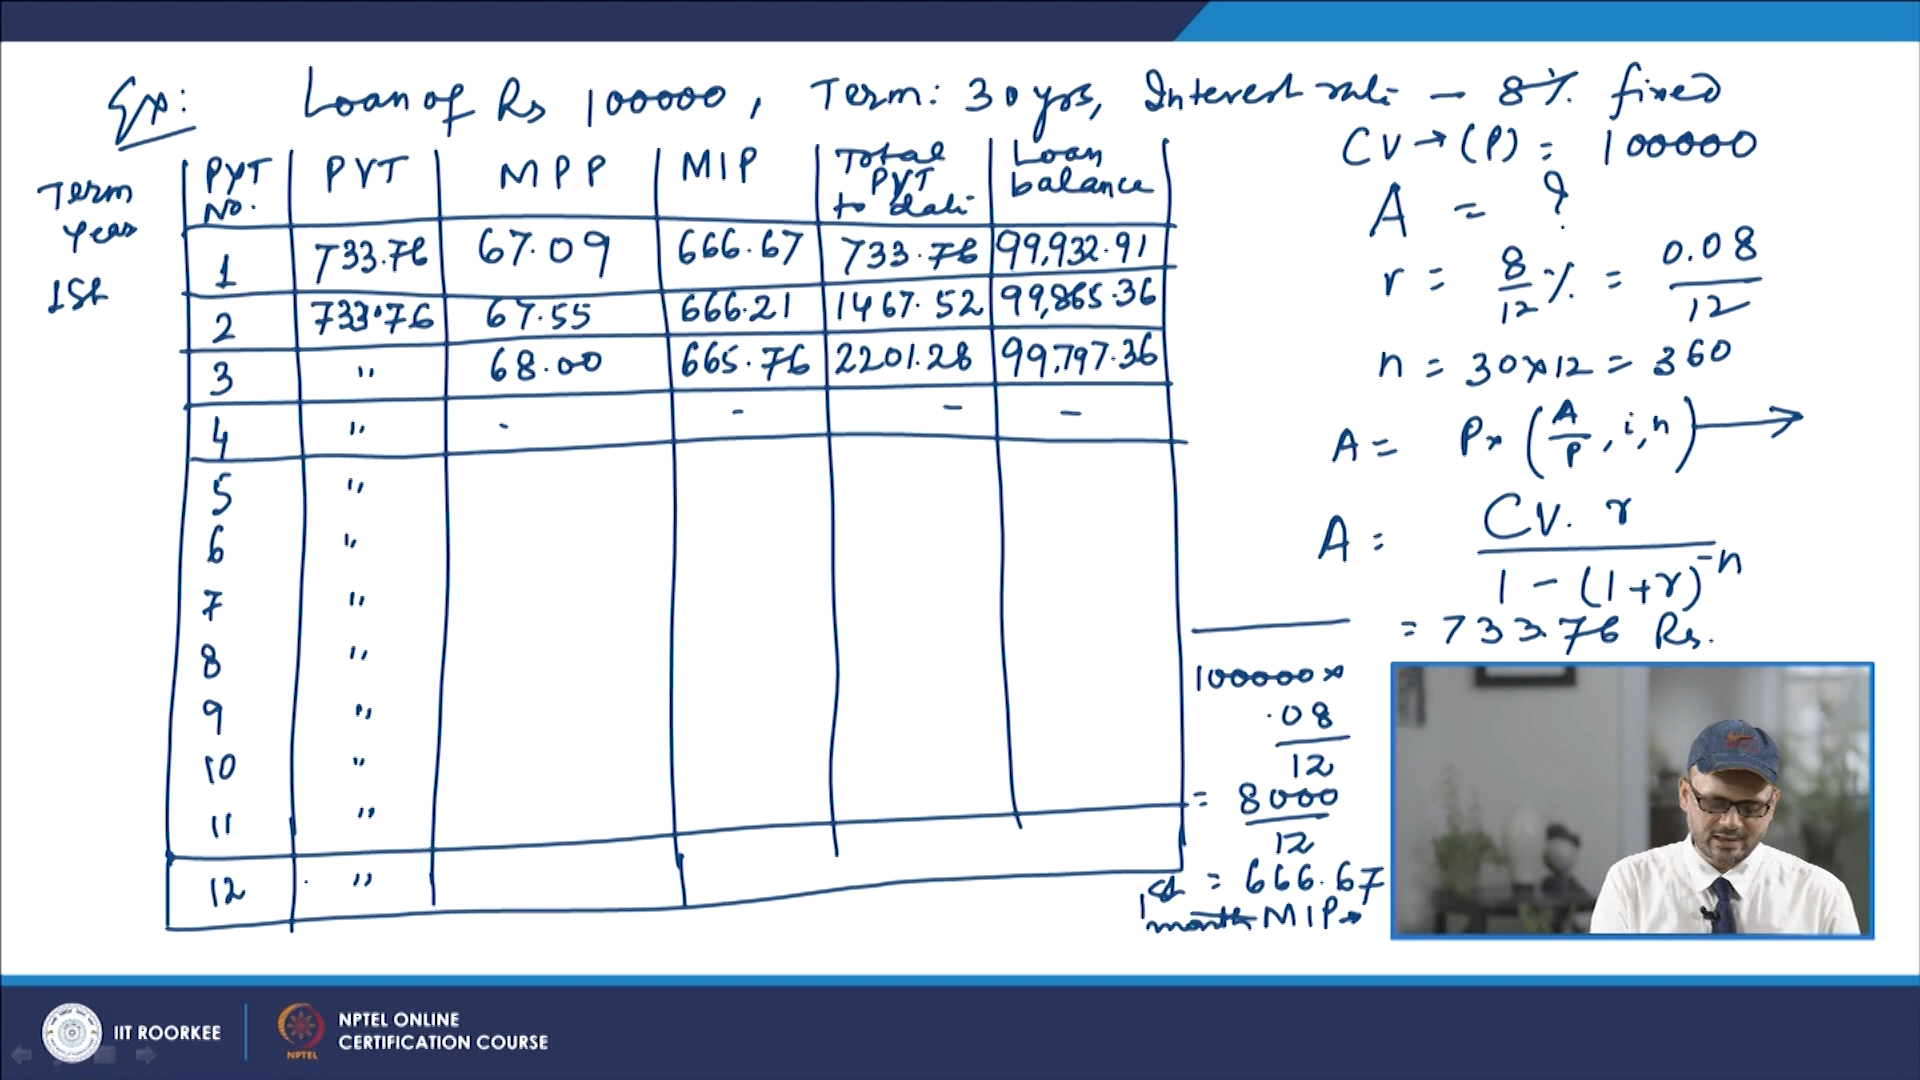 Ex: Loan of Rs 100000, Term: 30 yrs, Interest rate - 8% fixed
Term Year
PYT No. PYT MPP MIP Total PYT to date Loan balance
1st
1 733.76 67.09 666.67 733.76 99,932.91
2 733.76 67.55 666.21 1467.52 99,865.36
3 " 68.00 665.76 2201.28 99,797.36
4 " - - - -
5 "
6 "
7 "
8 "
9 "
10 "
11 "
12 "
CV → (P) = 100000
A = ?
r = 8/12 % = 0.08/12
n = 30×12 = 360
A = P× (A/P, i, n) →
A = CV. r / 1 - (1+r)^-n
= 733.76 Rs.
100000×
.08
12
= 8000
12
= 666.67
1st month MIP→
IIT ROORKEE
NPTEL
NPTEL ONLINE
CERTIFICATION COURSE